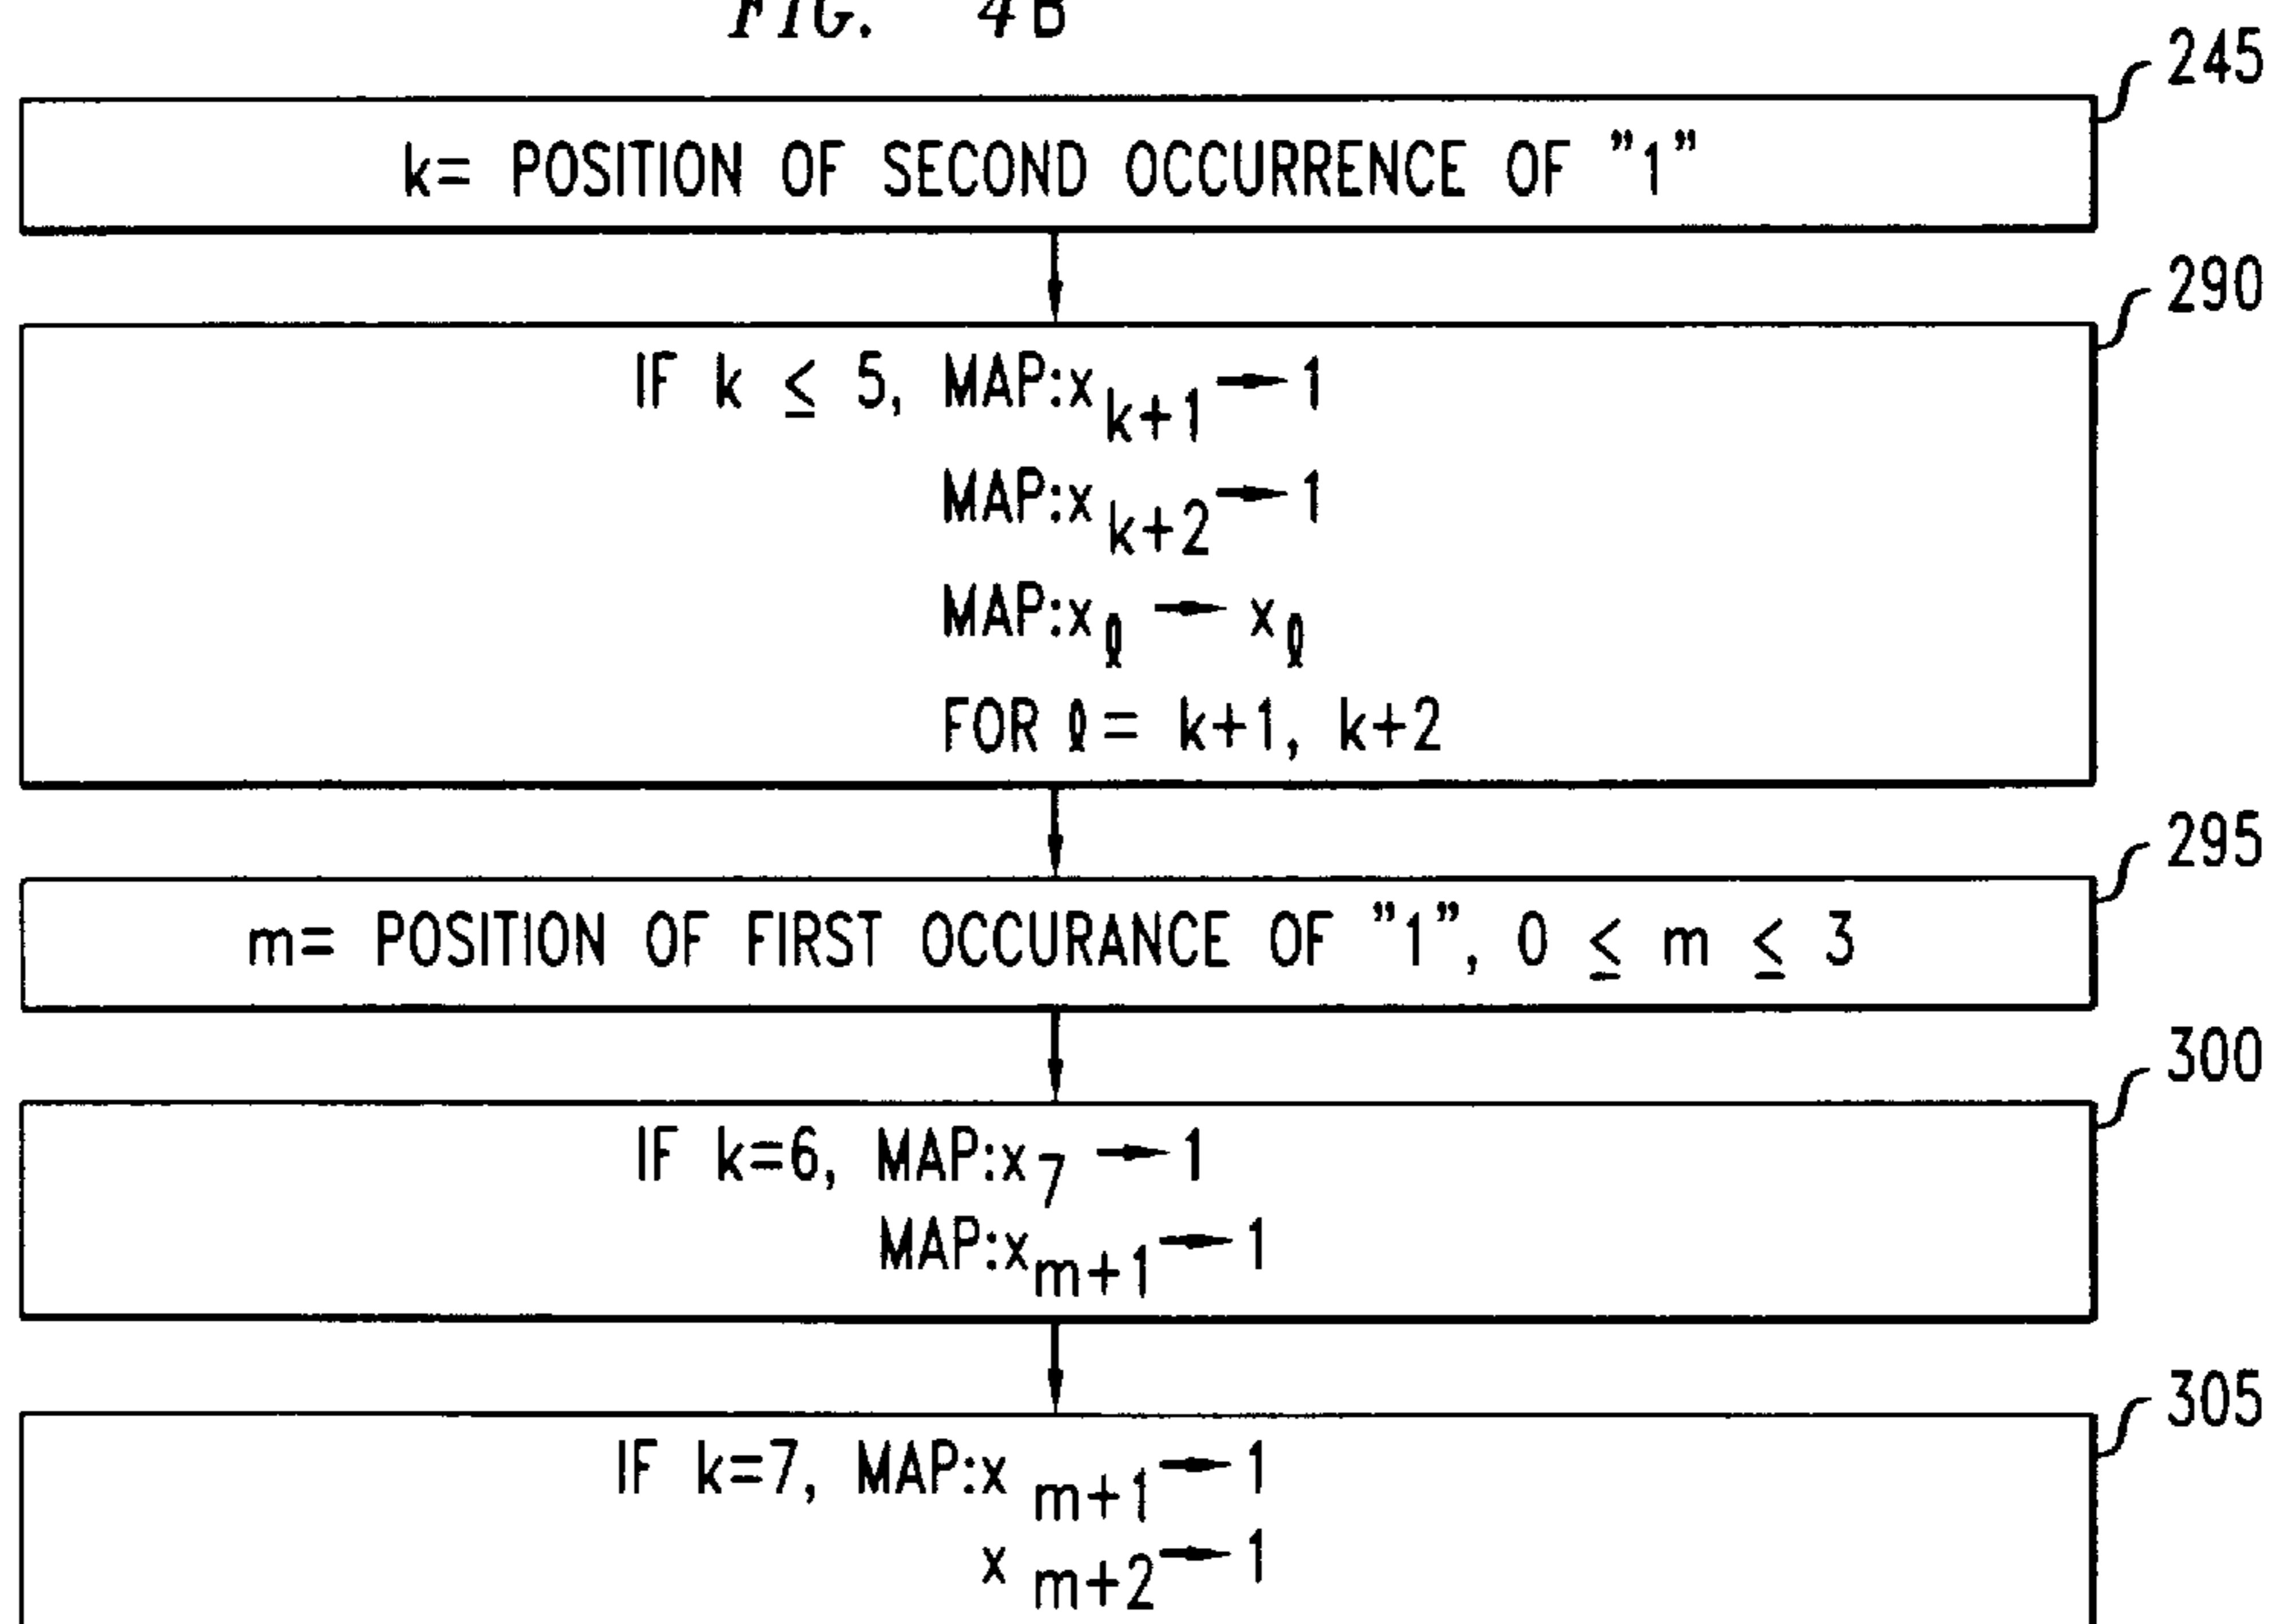 FIG. 4B
245
k= POSITION OF SECOND OCCURRENCE OF "1"
290
IF k ≤ 5, MAP:x k+1 → 1
MAP:x k+2 → 1
MAP:x ℓ → x ℓ
FOR ℓ = k+1, k+2
295
m= POSITION OF FIRST OCCURANCE OF "1", 0 ≤ m ≤ 3
300
IF k=6, MAP:x 7 → 1
MAP:x m+1 → 1
305
IF k=7, MAP:x m+1 → 1
x m+2 → 1